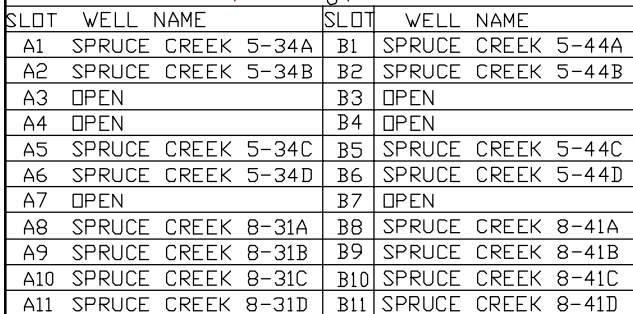 SLOT WELL NAME SLOT WELL NAME
A1 SPRUCE CREEK 5-34A B1 SPRUCE CREEK 5-44A
A2 SPRUCE CREEK 5-34B B2 SPRUCE CREEK 5-44B
A3 OPEN B3 OPEN
A4 OPEN B4 OPEN
A5 SPRUCE CREEK 5-34C B5 SPRUCE CREEK 5-44C
A6 SPRUCE CREEK 5-34D B6 SPRUCE CREEK 5-44D
A7 OPEN B7 OPEN
A8 SPRUCE CREEK 8-31A B8 SPRUCE CREEK 8-41A
A9 SPRUCE CREEK 8-31B B9 SPRUCE CREEK 8-41B
A10 SPRUCE CREEK 8-31C B10 SPRUCE CREEK 8-41C
A11 SPRUCE CREEK 8-31D B11 SPRUCE CREEK 8-41D